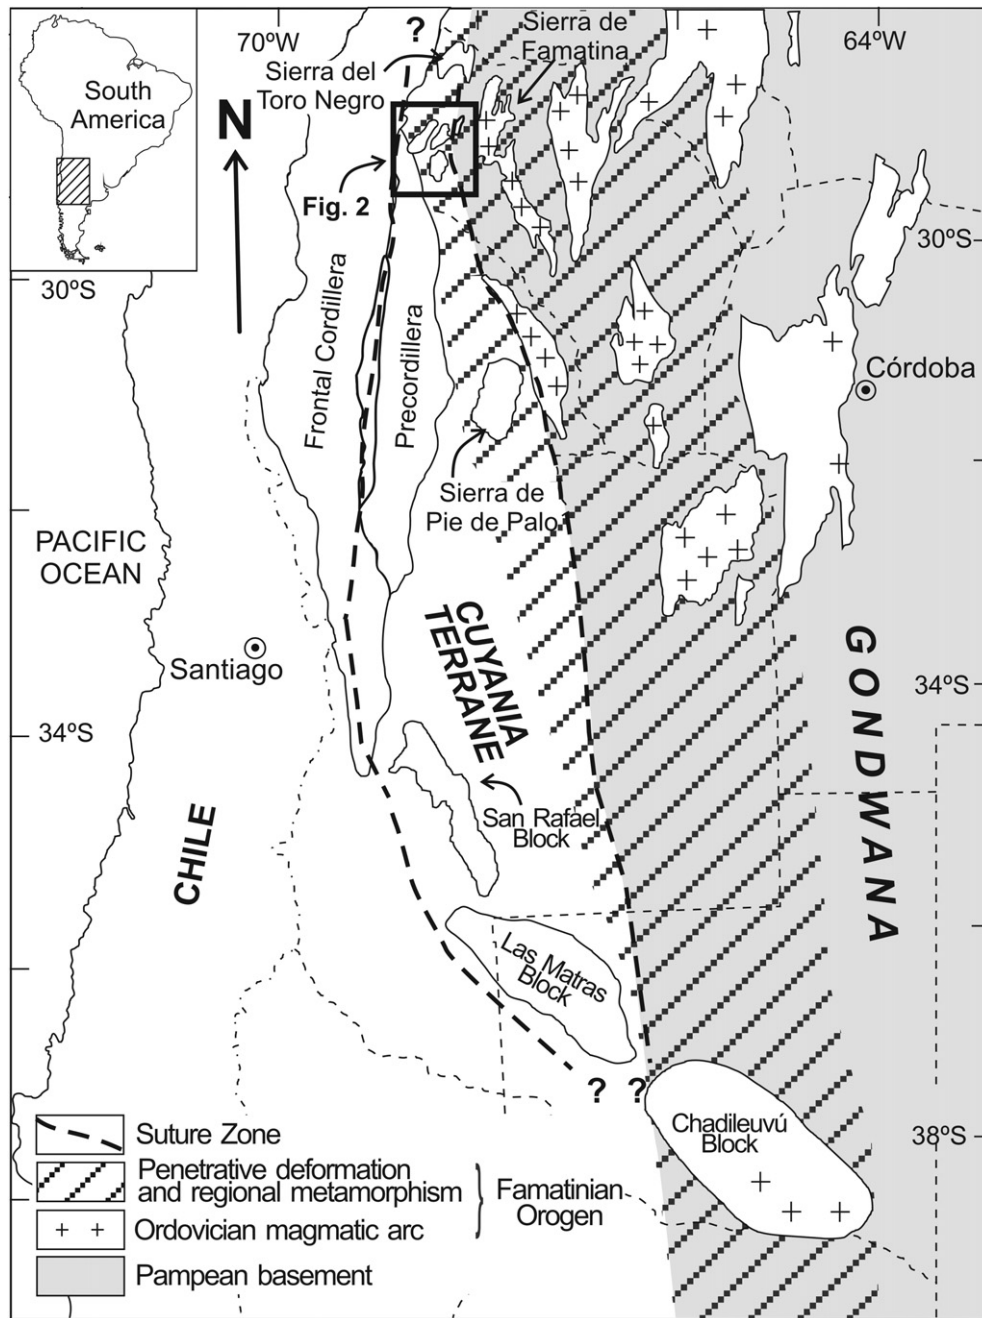 70ºW
?
Sierra de
Famatina
64ºW
Sierra del
Toro Negro
South
America
N
Fig. 2
30ºS
30ºS
Frontal Cordillera
Precordillera
Córdoba
Sierra de
Pie de Palo
PACIFIC
OCEAN
CUYANIA
TERRANE
GONDWANA
Santiago
34ºS
34ºS
San Rafael
Block
CHILE
Las Matras
Block
? ?
Chadileuvú
Block
38ºS
Suture Zone
Penetrative deformation
and regional metamorphism
Famatinian
Orogen
Ordovician magmatic arc
Pampean basement